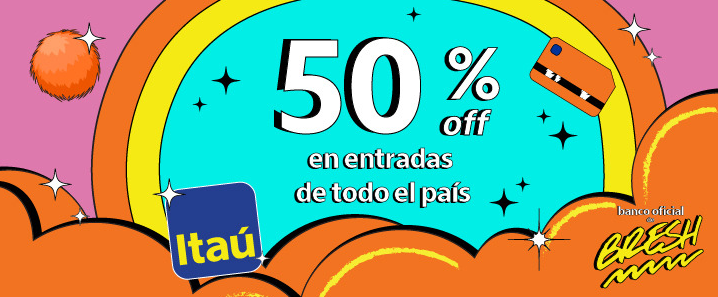 50 %
off
en entradas
de todo el país
Itaú
banco oficial
de
BRESH